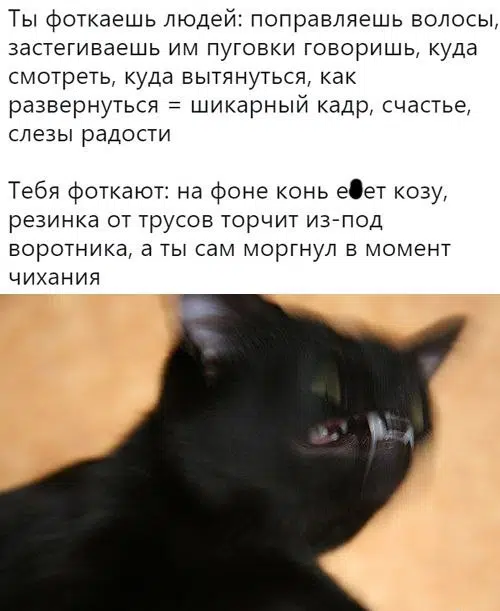 Ты фоткаешь людей: поправляешь волосы,
застегиваешь им пуговки говоришь, куда
смотреть, куда вытянуться, как
развернуться = шикарный кадр, счастье,
слезы радости
Тебя фоткают: на фоне конь е ет козу,
резинка от трусов торчит из-под
воротника, а ты сам моргнул в момент
чихания